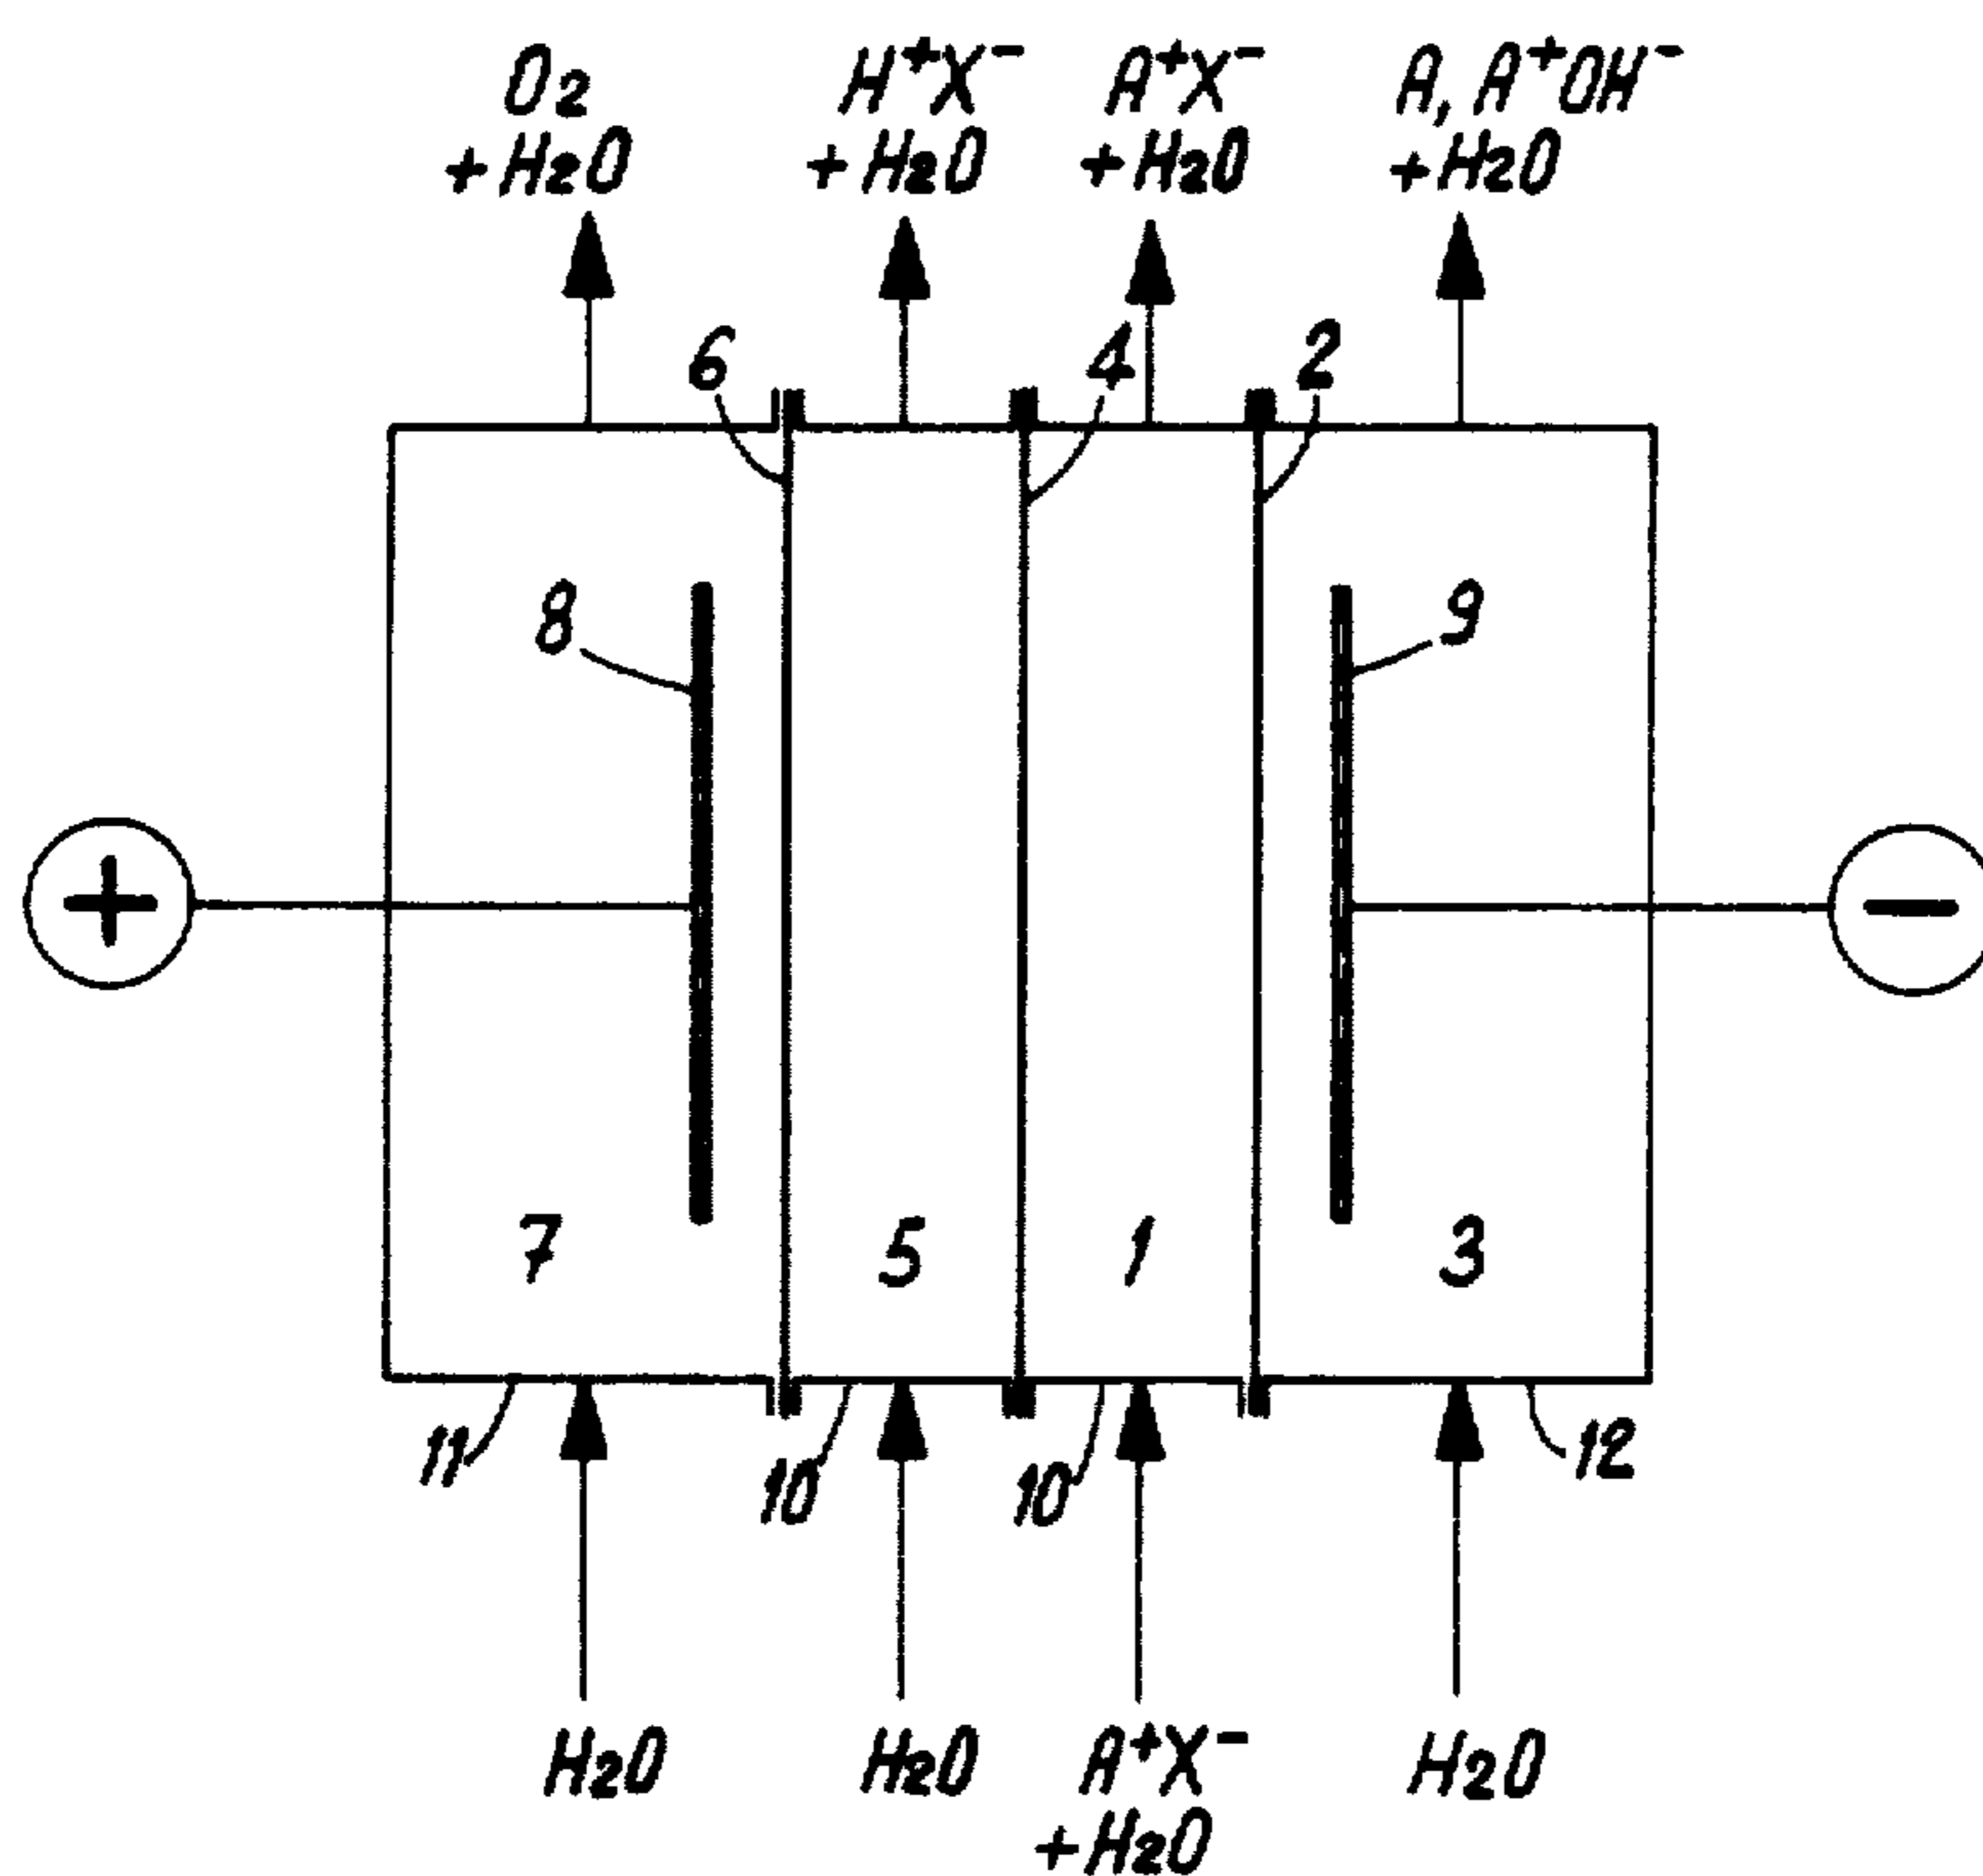 O2 H+X- A+X- A, A+OH-
+H2O +H2O +H2O +H2O
6 4 2
8 9
+ -
7 5 1 3
11 10 10 12
H2O H2O A+X- H2O
+H2O